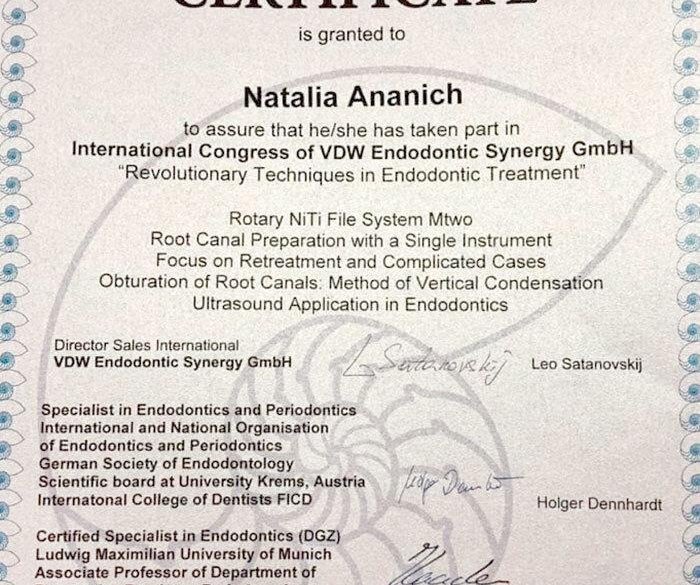 CERTIFICATE
is granted to
Natalia Ananich
to assure that he/she has taken part in
International Congress of VDW Endodontic Synergy GmbH
“Revolutionary Techniques in Endodontic Treatment”
Rotary NiTi File System Mtwo
Root Canal Preparation with a Single Instrument
Focus on Retreatment and Complicated Cases
Obturation of Root Canals: Method of Vertical Condensation
Ultrasound Application in Endodontics
Director Sales International
VDW Endodontic Synergy GmbH
L Satanovskij
Leo Satanovskij
Specialist in Endodontics and Periodontics
International and National Organisation
of Endodontics and Periodontics
German Society of Endodontology
Scientific board at University Krems, Austria
Internatonal College of Dentists FICD
Holger Dennhardt
Certified Specialist in Endodontics (DGZ)
Ludwig Maximilian University of Munich
Associate Professor of Department of